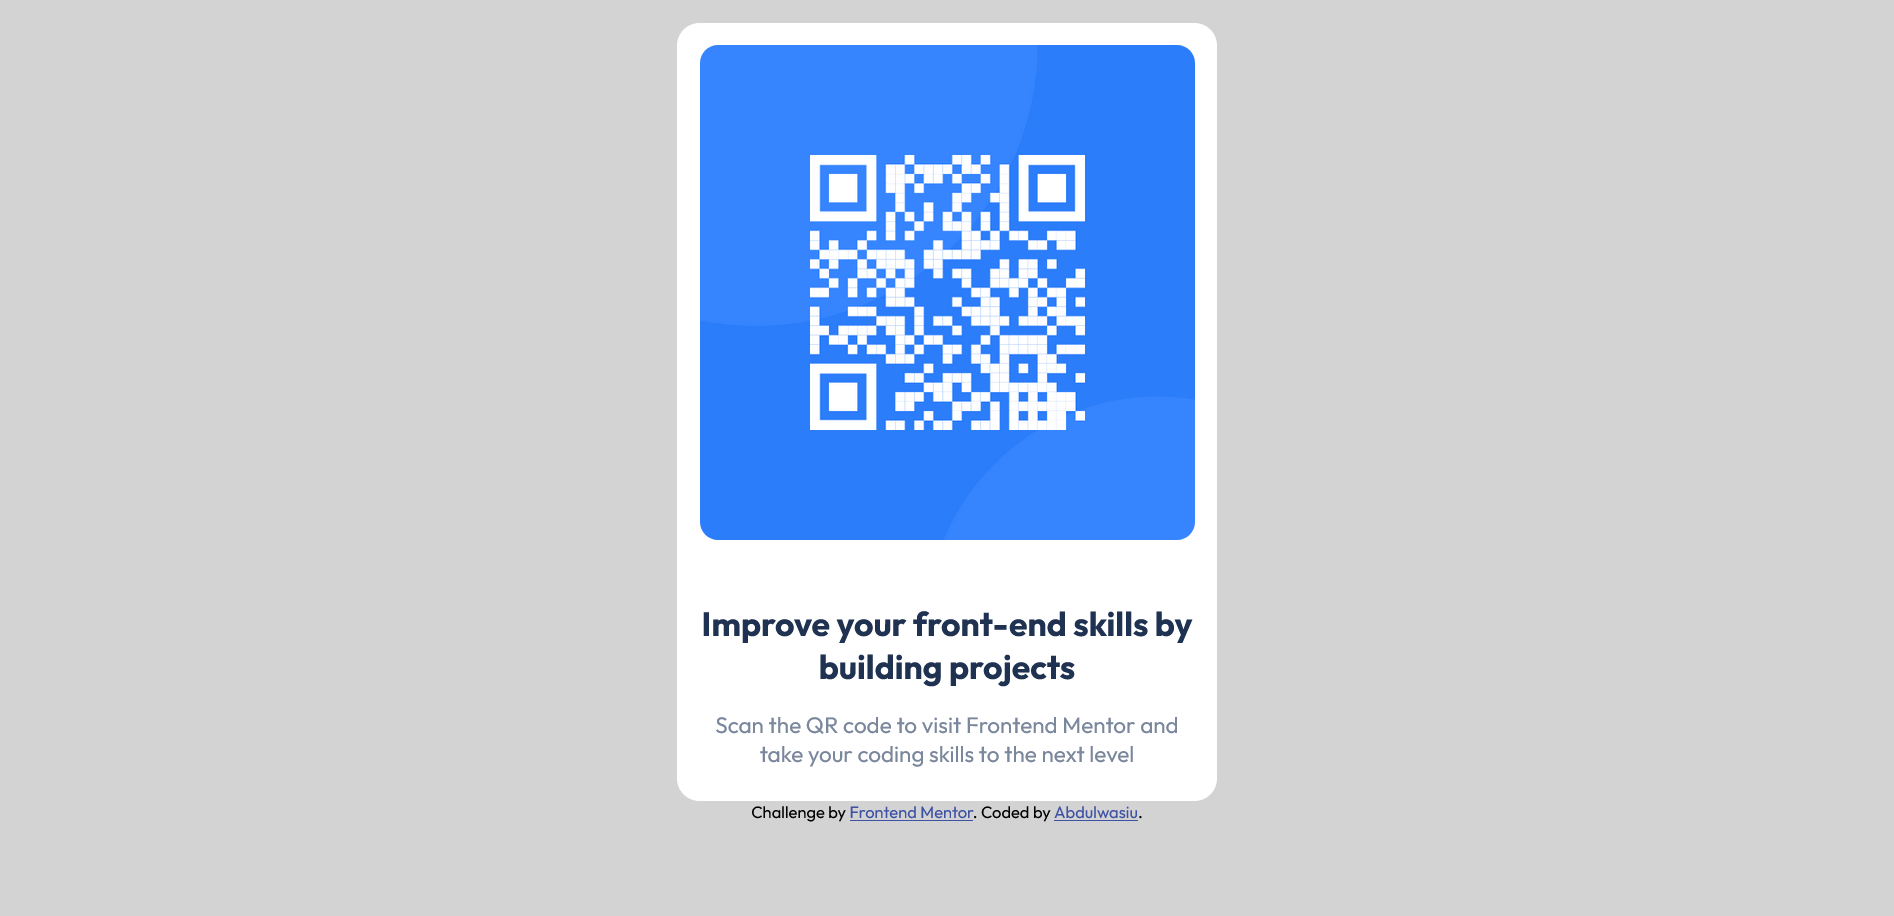 Improve your front-end skills by
building projects
Scan the QR code to visit Frontend Mentor and
take your coding skills to the next level
Challenge by Frontend Mentor. Coded by Abdulwasiu.